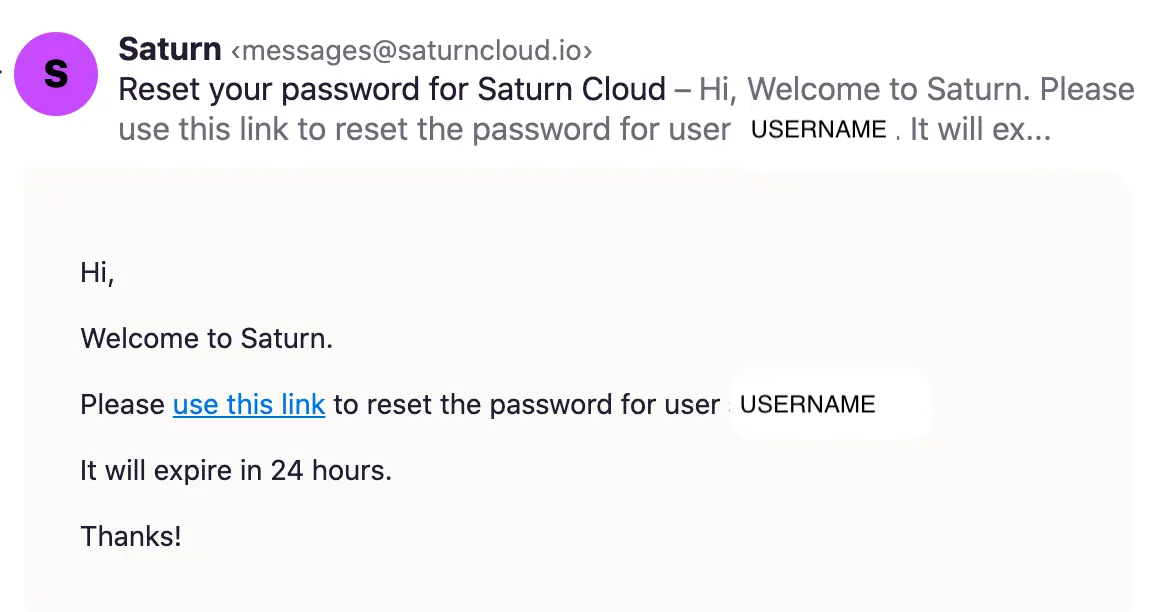 S
Saturn <messages@saturncloud.io>
Reset your password for Saturn Cloud – Hi, Welcome to Saturn. Please
use this link to reset the password for user USERNAME . It will ex...
Hi,
Welcome to Saturn.
Please use this link to reset the password for user USERNAME
It will expire in 24 hours.
Thanks!